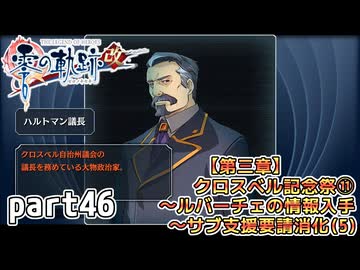 THE LEGEND OF HEROES
零の軌跡
改
ハルトマン議長
クロスベル自治州議会の
議長を務めている大物政治家。
part46
【第三章】
クロスベル記念祭⑪
～ルバーチェの情報入手
～サブ支援要請消化(5)